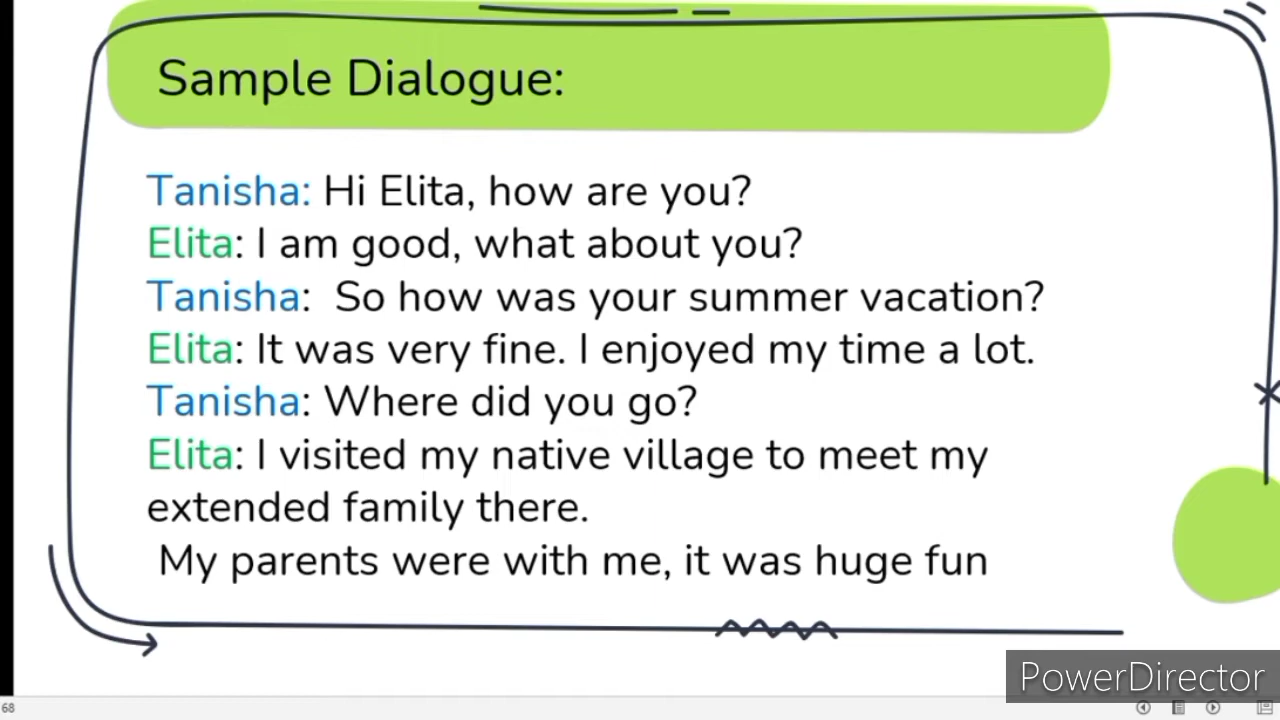 Sample Dialogue:
Tanisha: Hi Elita, how are you?
Elita: I am good, what about you?
Tanisha:  So how was your summer vacation?
Elita: It was very fine. I enjoyed my time a lot.
Tanisha: Where did you go?
Elita: I visited my native village to meet my
extended family there.
My parents were with me, it was huge fun
PowerDirector
68